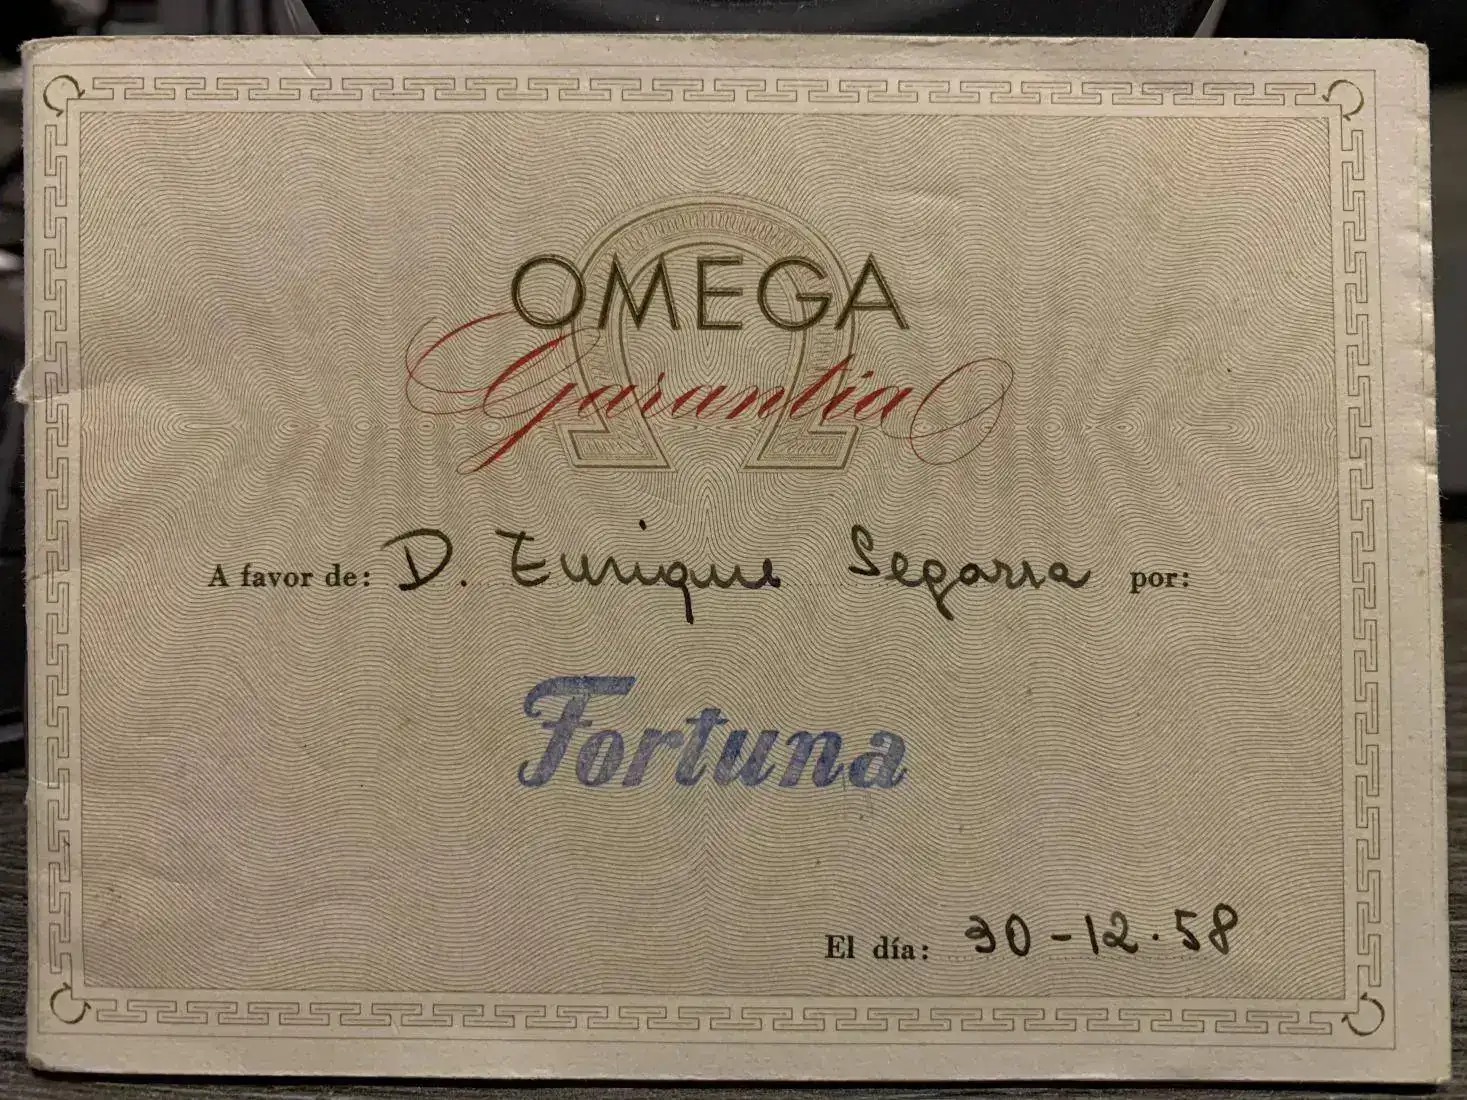 OMEGA
Garantia
A favor de: D. Enrique Segarra por:
Fortuna
El día: 30-12.58